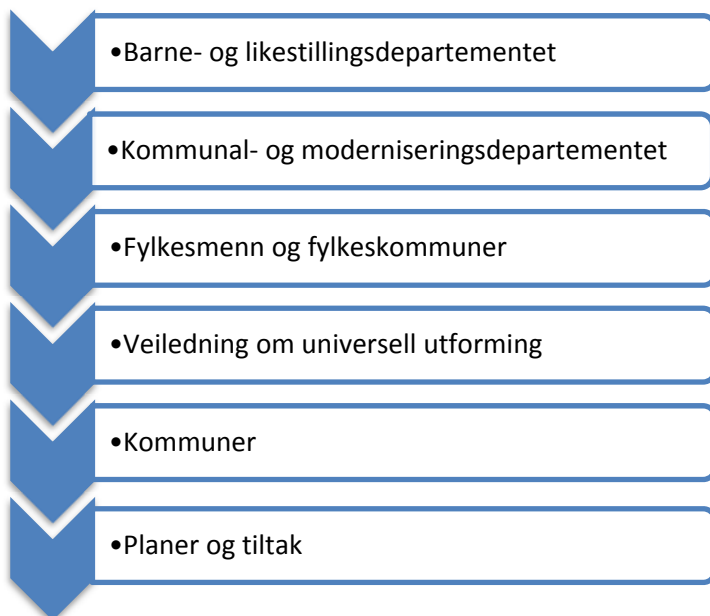 •Barne- og likestillingsdepartementet
•Kommunal- og moderniseringsdepartementet
•Fylkesmenn og fylkeskommuner
•Veiledning om universell utforming
•Kommuner
•Planer og tiltak